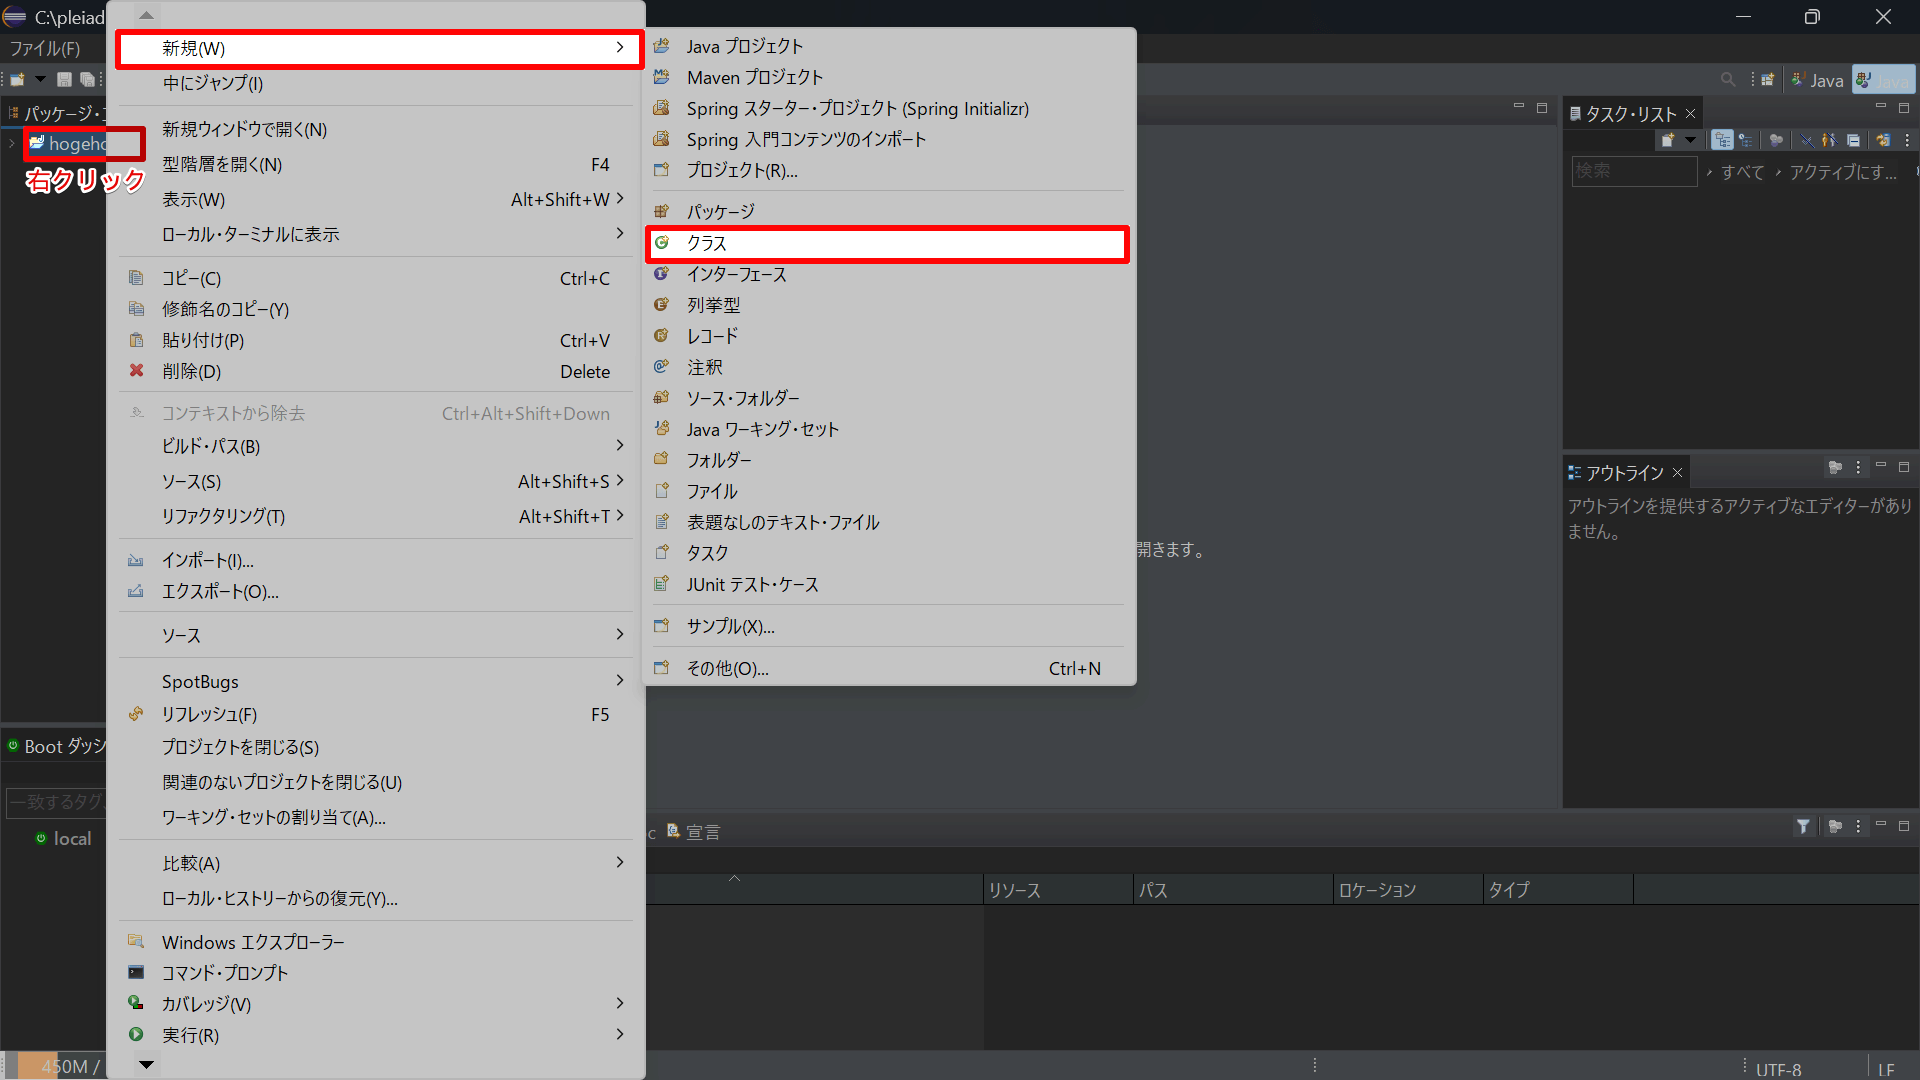 C:\pleiad
ファイル(F)
パッケージ・エ
hogeho
右クリック
Boot ダッシ
一致するタグ、
local
450M /
新規(W)
中にジャンプ(I)
新規ウィンドウで開く(N)
型階層を開く(N) F4
表示(W) Alt+Shift+W
ローカル・ターミナルに表示
コピー(C) Ctrl+C
修飾名のコピー(Y)
貼り付け(P) Ctrl+V
削除(D) Delete
コンテキストから除去 Ctrl+Alt+Shift+Down
ビルド・パス(B)
ソース(S) Alt+Shift+S
リファクタリング(T) Alt+Shift+T
インポート(I)...
エクスポート(O)...
ソース
SpotBugs
リフレッシュ(F) F5
プロジェクトを閉じる(S)
関連のないプロジェクトを閉じる(U)
ワーキング・セットの割り当て(A)...
比較(A)
ローカル・ヒストリーからの復元(Y)...
Windows エクスプローラー
コマンド・プロンプト
カバレッジ(V)
実行(R)
Java プロジェクト
Maven プロジェクト
Spring スターター・プロジェクト (Spring Initializr)
Spring 入門コンテンツのインポート
プロジェクト(R)...
パッケージ
クラス
インターフェース
列挙型
レコード
注釈
ソース・フォルダー
Java ワーキング・セット
フォルダー
ファイル
表題なしのテキスト・ファイル
タスク
JUnit テスト・ケース
サンプル(X)...
その他(O)... Ctrl+N
開きます。
Java
Java
タスク・リスト
検索
すべて
アクティブにす...
アウトライン
アウトラインを提供するアクティブなエディターがあり
ません。
c 宣言
リソース パス ロケーション タイプ
UTF-8 LF